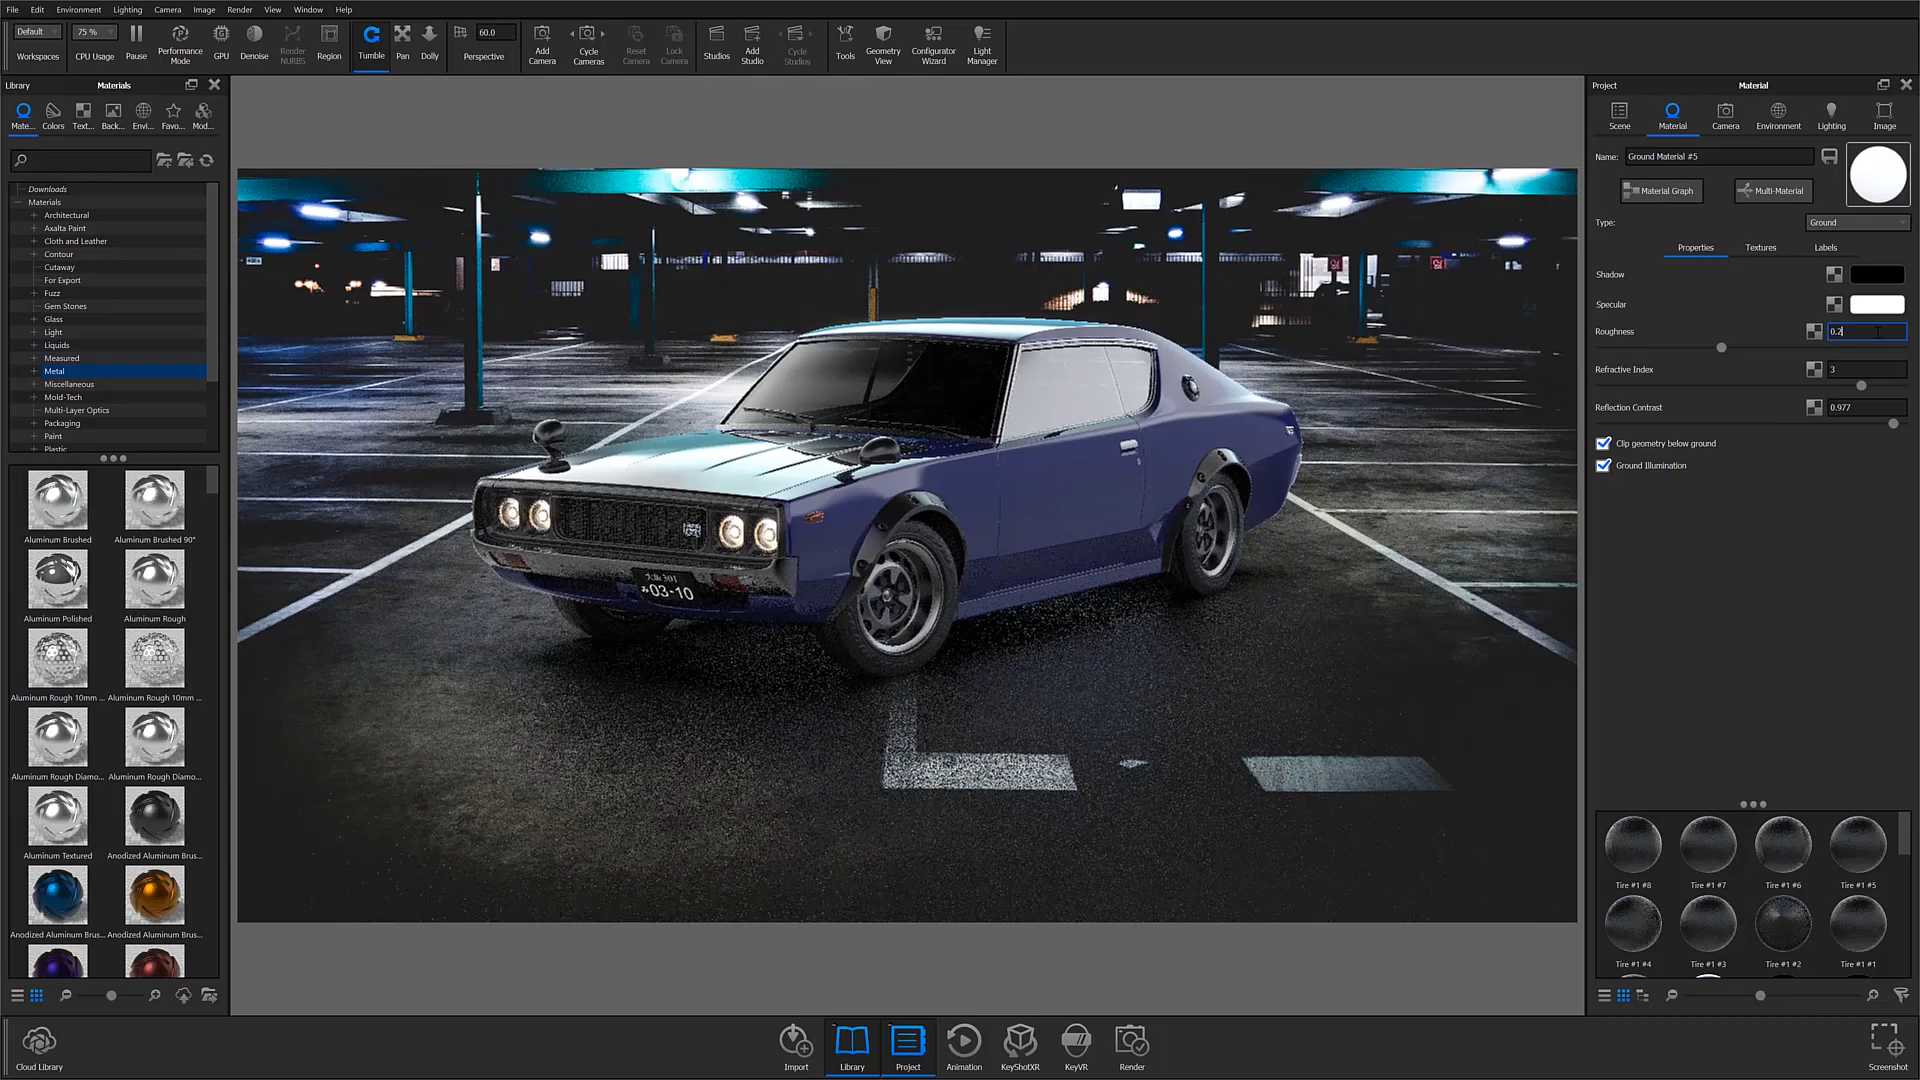 File Edit Environment Lighting Camera Image Render View Window Help
Default 75 % 60.0
Workspaces CPU Usage Pause Performance Mode GPU Denoise Render NURBS Region Tumble Pan Dolly Perspective Add Camera Cycle Cameras Reset Camera Lock Camera Studios Add Studio Cycle Studios Tools Geometry View Configurator Wizard Light Manager
Library Materials
Mate... Colors Text... Back... Envi... Favo... Mod...
Downloads
Materials
Architectural
Axalta Paint
Cloth and Leather
Contour
Cutaway
For Export
Fuzz
Gem Stones
Glass
Light
Liquids
Measured
Metal
Miscellaneous
Mold-Tech
Multi-Layer Optics
Packaging
Paint
Plastic
Aluminum Brushed Aluminum Brushed 90°
Aluminum Polished Aluminum Rough
Aluminum Rough 10mm ... Aluminum Rough 10mm ...
Aluminum Rough Diamo... Aluminum Rough Diamo...
Aluminum Textured Anodized Aluminum Brus...
Anodized Aluminum Brus... Anodized Aluminum Brus...
03-10
Project Material
Scene Material Camera Environment Lighting Image
Name: Ground Material #5
Material Graph Multi-Material
Type: Ground
Properties Textures Labels
Shadow
Specular
Roughness 0.2
Refractive Index 3
Reflection Contrast 0.977
Clip geometry below ground
Ground Illumination
Tire #1 #8 Tire #1 #7 Tire #1 #6 Tire #1 #5
Tire #1 #4 Tire #1 #3 Tire #1 #2 Tire #1 #1
Cloud Library Import Library Project Animation KeyShotXR KeyVR Render Screenshot